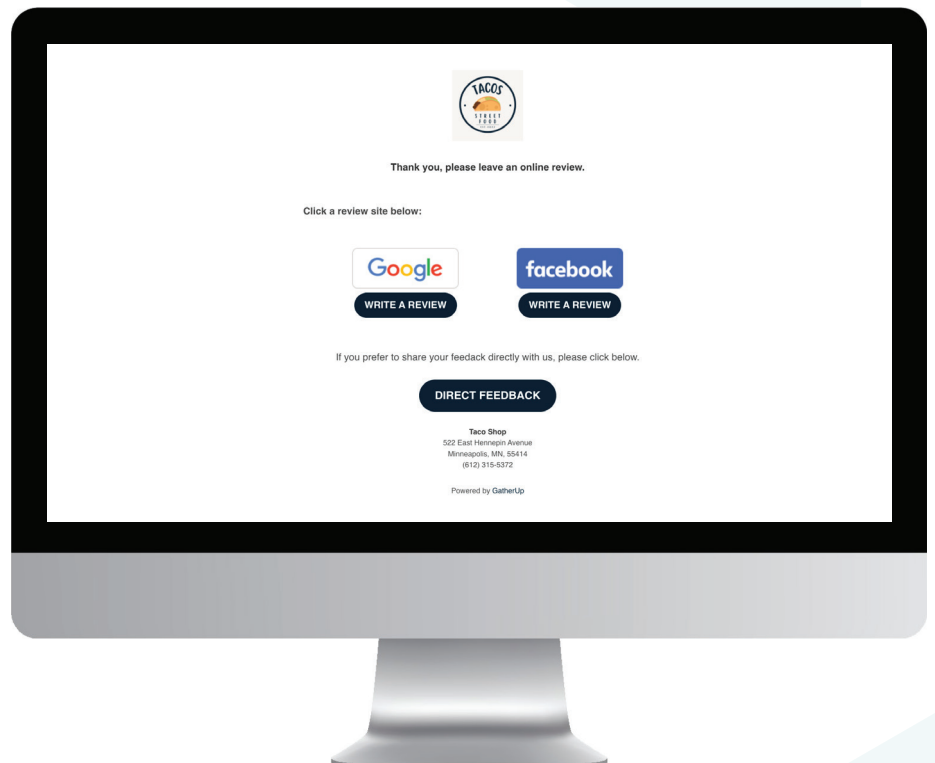 TACOS
STREET
FOOD
Thank you, please leave an online review.
Click a review site below:
Google
facebook
WRITE A REVIEW
WRITE A REVIEW
If you prefer to share your feedack directly with us, please click below.
DIRECT FEEDBACK
Taco Shop
522 East Hennepin Avenue
Minneapolis, MN, 55414
(612) 315-5372
Powered by GatherUp